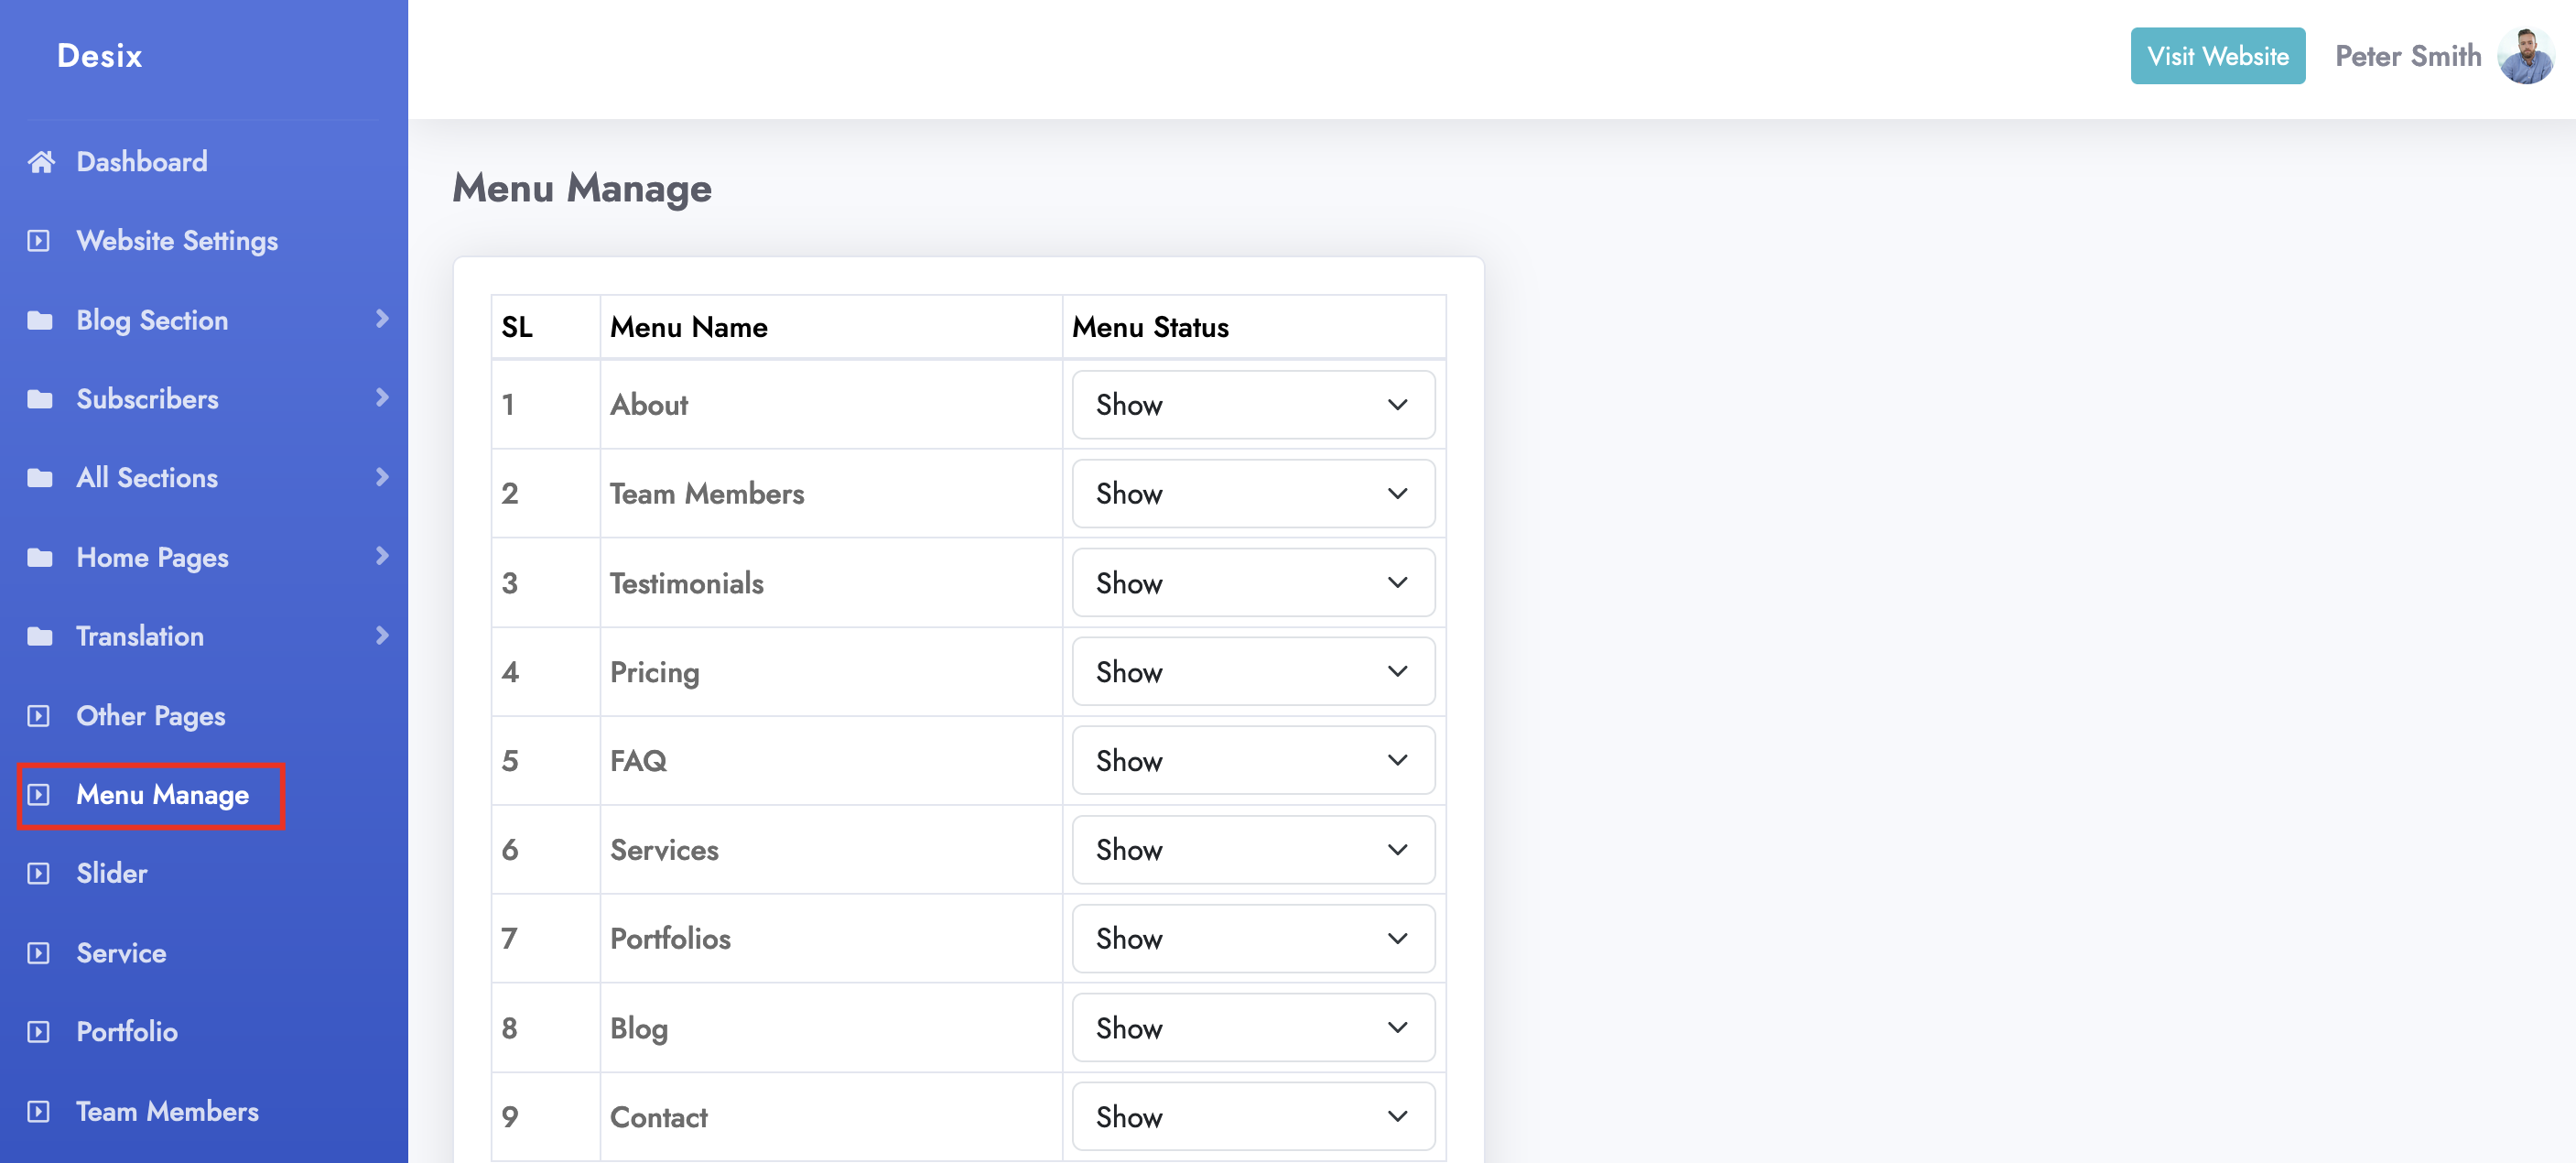 Desix
Visit Website
Peter Smith
Dashboard
Website Settings
Blog Section
Subscribers
All Sections
Home Pages
Translation
Other Pages
Menu Manage
Slider
Service
Portfolio
Team Members
Menu Manage
SL Menu Name Menu Status
1 About Show
2 Team Members Show
3 Testimonials Show
4 Pricing Show
5 FAQ Show
6 Services Show
7 Portfolios Show
8 Blog Show
9 Contact Show